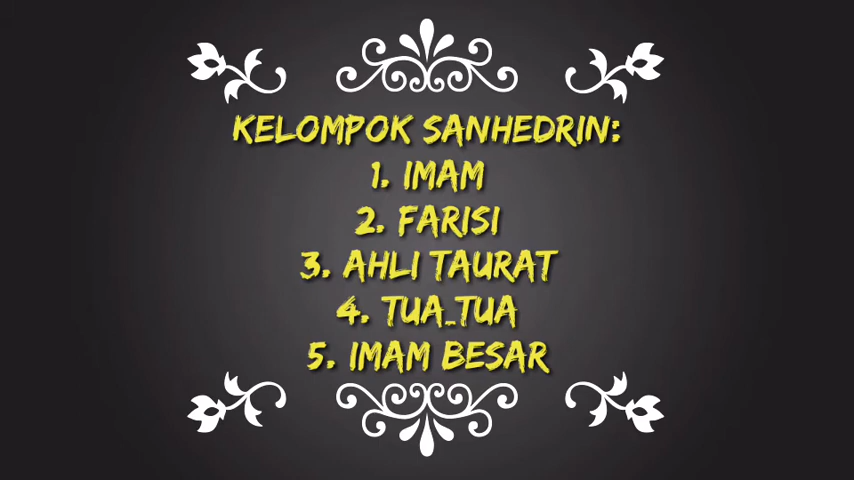 KELOMPOK SANHEDRIN:
1. IMAM
2. FARISI
3. AHLI TAURAT
4. TUA_TUA
5. IMAM BESAR